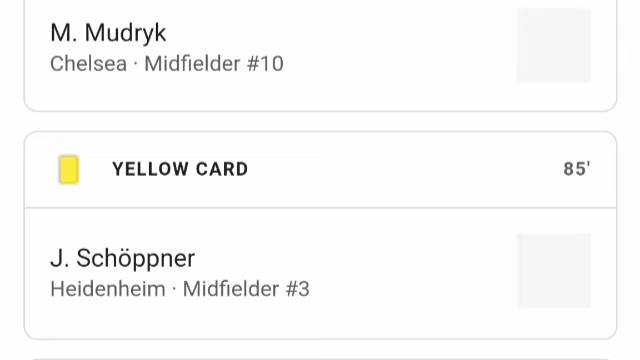 M. Mudryk
Chelsea · Midfielder #10
YELLOW CARD 85'
J. Schöppner
Heidenheim · Midfielder #3